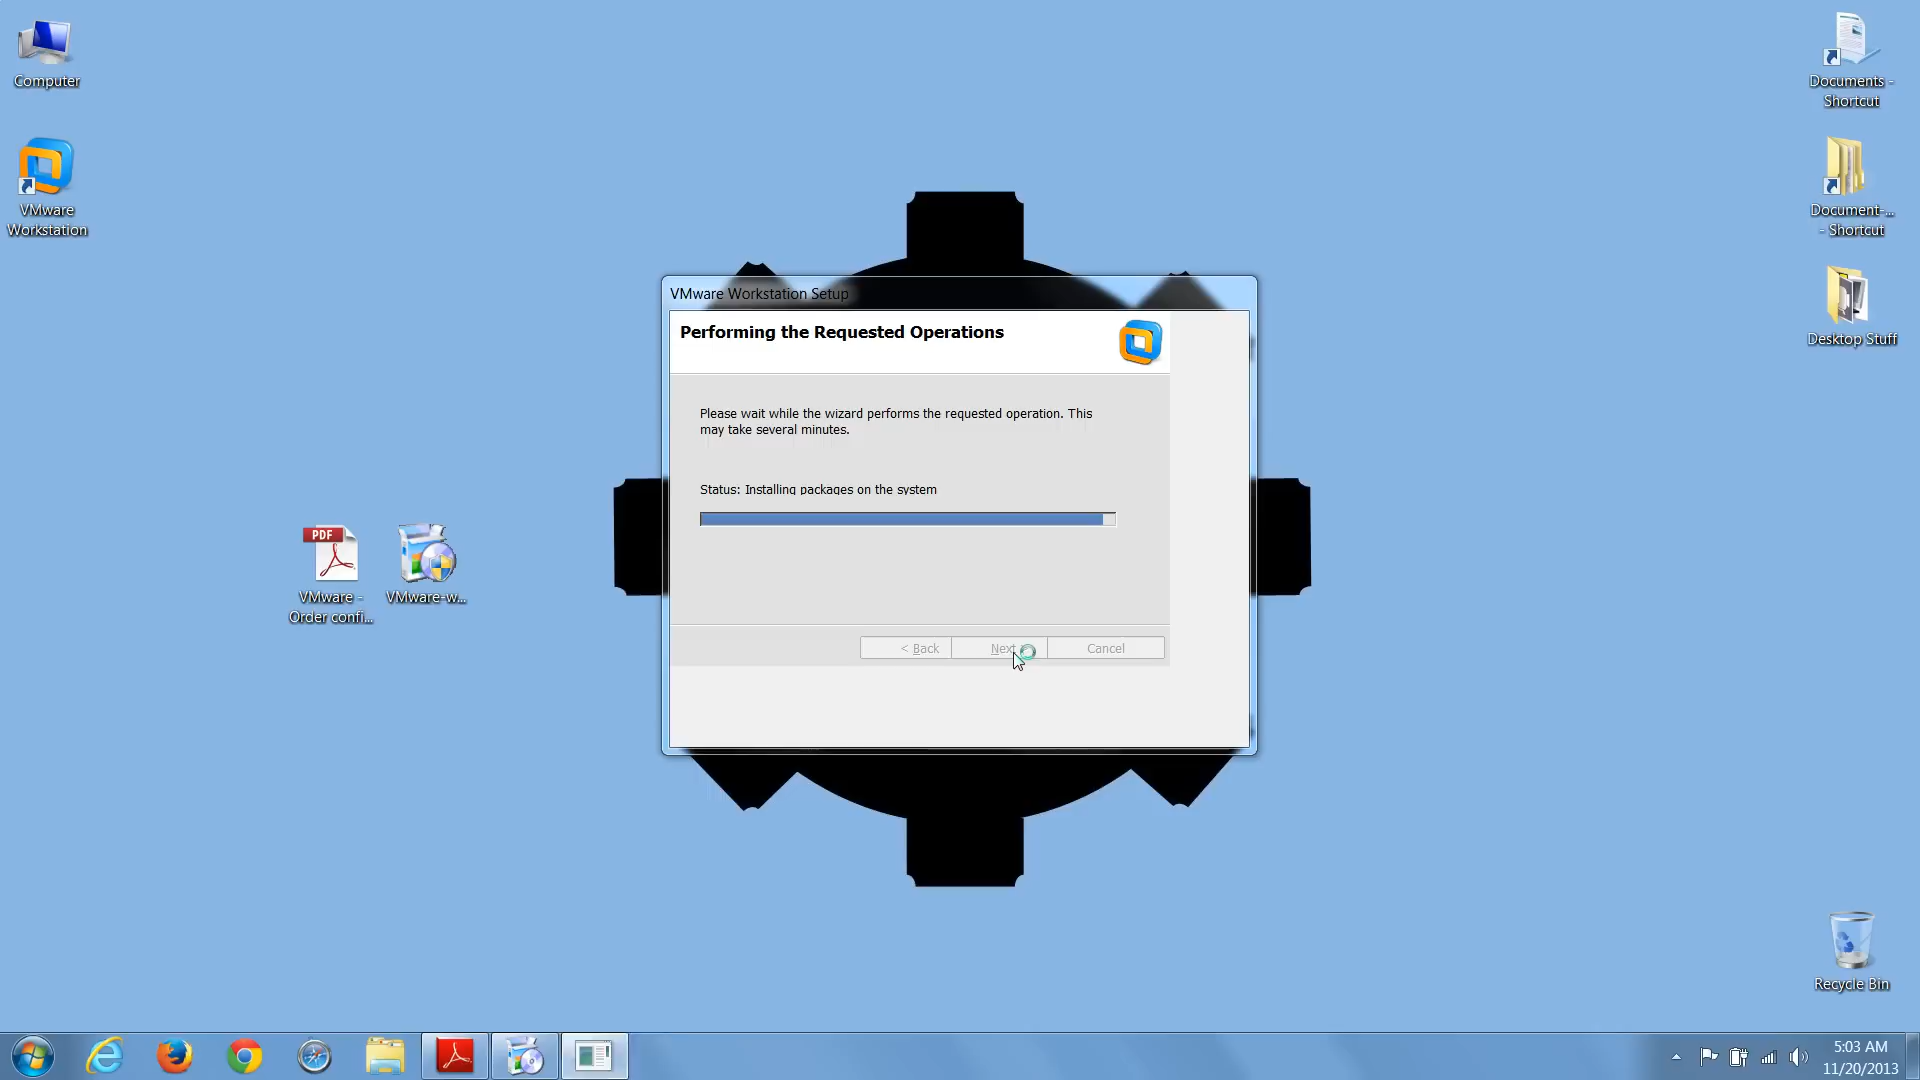 Computer
VMware
Workstation
Documents -
Shortcut
Document-...
- Shortcut
Desktop Stuff
VMware Workstation Setup
Performing the Requested Operations
Please wait while the wizard performs the requested operation. This
may take several minutes.
Status: Installing packages on the system
< Back
Next
Cancel
PDF
VMware -
Order confi...
VMware-w...
Recycle Bin
5:03 AM
11/20/2013